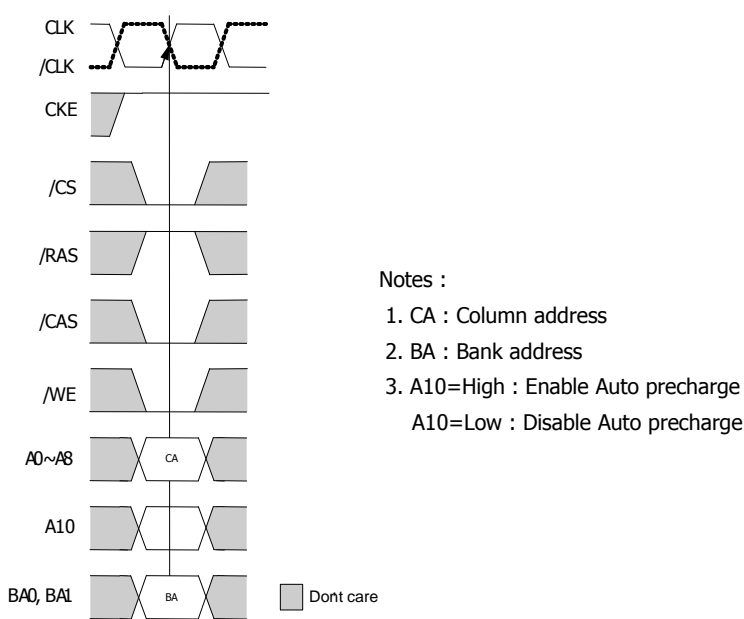 CLK
/CLK
CKE
/CS
/RAS
/CAS
/WE
A0~A8
CA
A10
BA0, BA1
BA
Dont care
Notes :
1. CA : Column address
2. BA : Bank address
3. A10=High : Enable Auto precharge
A10=Low : Disable Auto precharge